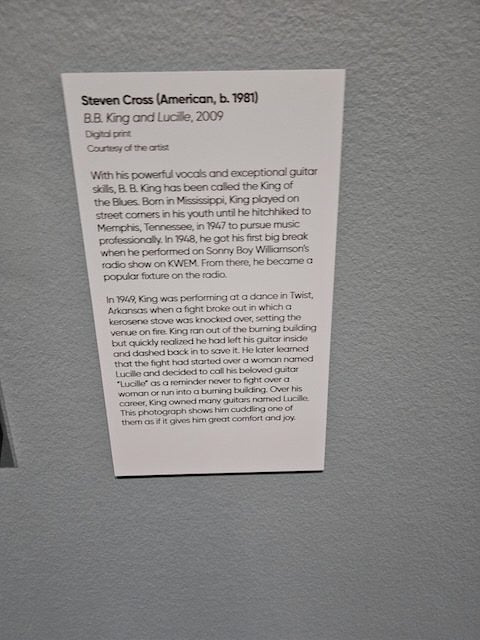 Steven Cross (American, b. 1981)
B.B. King and Lucille, 2009
Digital print
Courtesy of the artist
With his powerful vocals and exceptional guitar
skills, B. B. King has been called the King of
the Blues. Born in Mississippi, King played on
street corners in his youth until he hitchhiked to
Memphis, Tennessee, in 1947 to pursue music
professionally. In 1948, he got his first big break
when he performed on Sonny Boy Williamson's
radio show on KWEM. From there, he became a
popular fixture on the radio.
In 1949, King was performing at a dance in Twist,
Arkansas when a fight broke out in which a
kerosene stove was knocked over, setting the
venue on fire. King ran out of the burning building
but quickly realized he had left his guitar inside
and dashed back in to save it. He later learned
that the fight had started over a woman named
Lucille and decided to call his beloved guitar
"Lucille" as a reminder never to fight over a
woman or run into a burning building. Over his
career, King owned many guitars named Lucille.
This photograph shows him cuddling one of
them as if it gives him great comfort and joy.